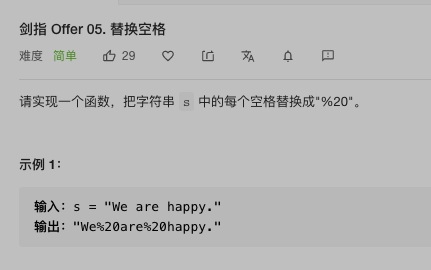 剑指 Offer 05. 替换空格
难度 简单 29
请实现一个函数，把字符串 s 中的每个空格替换成"%20"。
示例 1：
输入：s = "We are happy."
输出："We%20are%20happy."